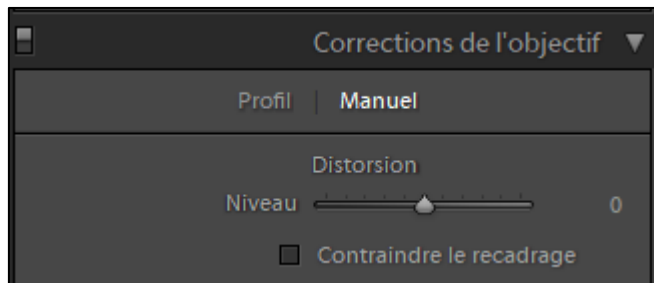 Corrections de l'objectif
Profil | Manuel
Distorsion
Niveau 0
Contraindre le recadrage